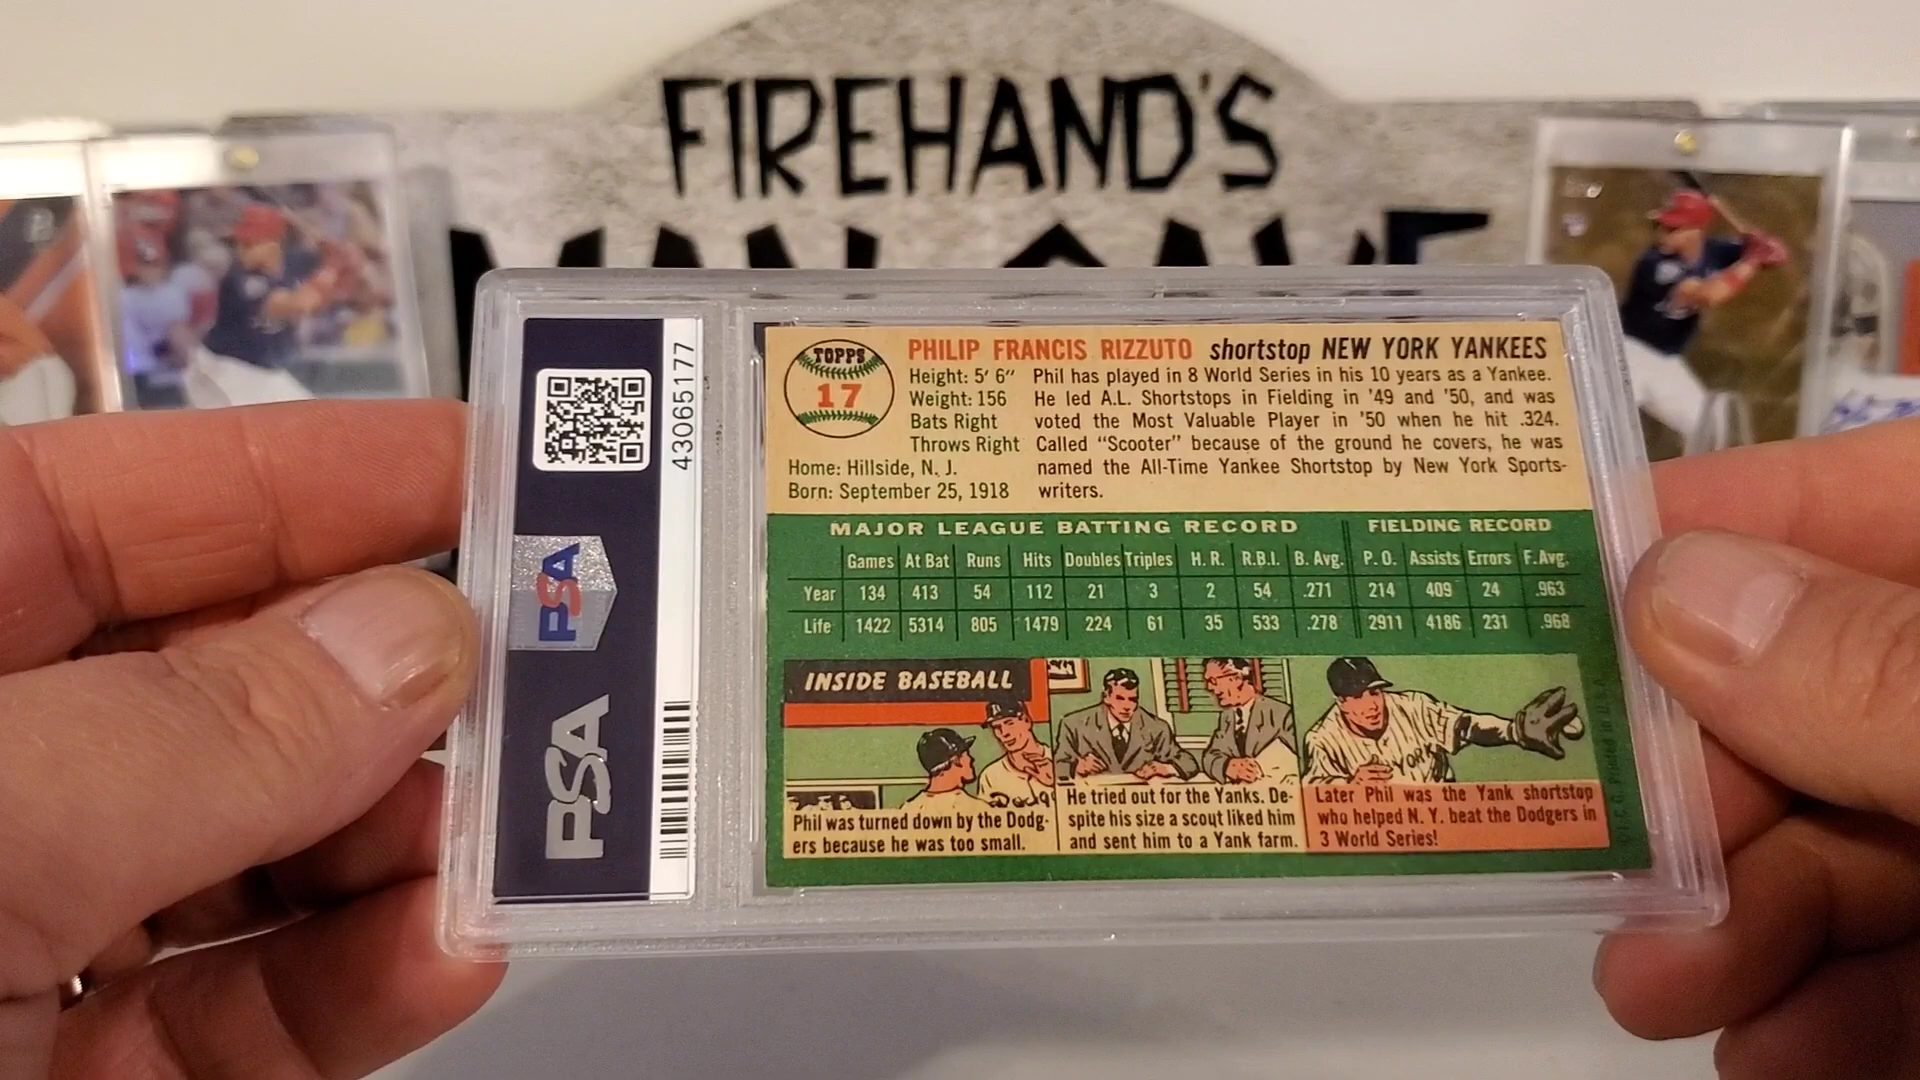 FIREHAND'S
MAN CAVE
43065177
PSA
PSA
TOPPS
17
PHILIP FRANCIS RIZZUTO shortstop NEW YORK YANKEES
Height: 5' 6"
Weight: 156
Bats Right
Throws Right
Home: Hillside, N. J.
Born: September 25, 1918
Phil has played in 8 World Series in his 10 years as a Yankee.
He led A.L. Shortstops in Fielding in '49 and '50, and was
voted the Most Valuable Player in '50 when he hit .324.
Called "Scooter" because of the ground he covers, he was
named the All-Time Yankee Shortstop by New York Sports-
writers.
MAJOR LEAGUE BATTING RECORD FIELDING RECORD
Games At Bat Runs Hits Doubles Triples H. R. R.B.I. B. Avg. P. O. Assists Errors F.Avg.
Year 134 413 54 112 21 3 2 54 .271 214 409 24 .963
Life 1422 5314 805 1479 224 61 35 533 .278 2911 4186 231 .968
INSIDE BASEBALL
Dodg
Phil was turned down by the Dodg-
ers because he was too small.
He tried out for the Yanks. De-
spite his size a scout liked him
and sent him to a Yank farm.
YORK
Later Phil was the Yank shortstop
who helped N. Y. beat the Dodgers in
3 World Series!
T.C.G. Printed in U.S.A.